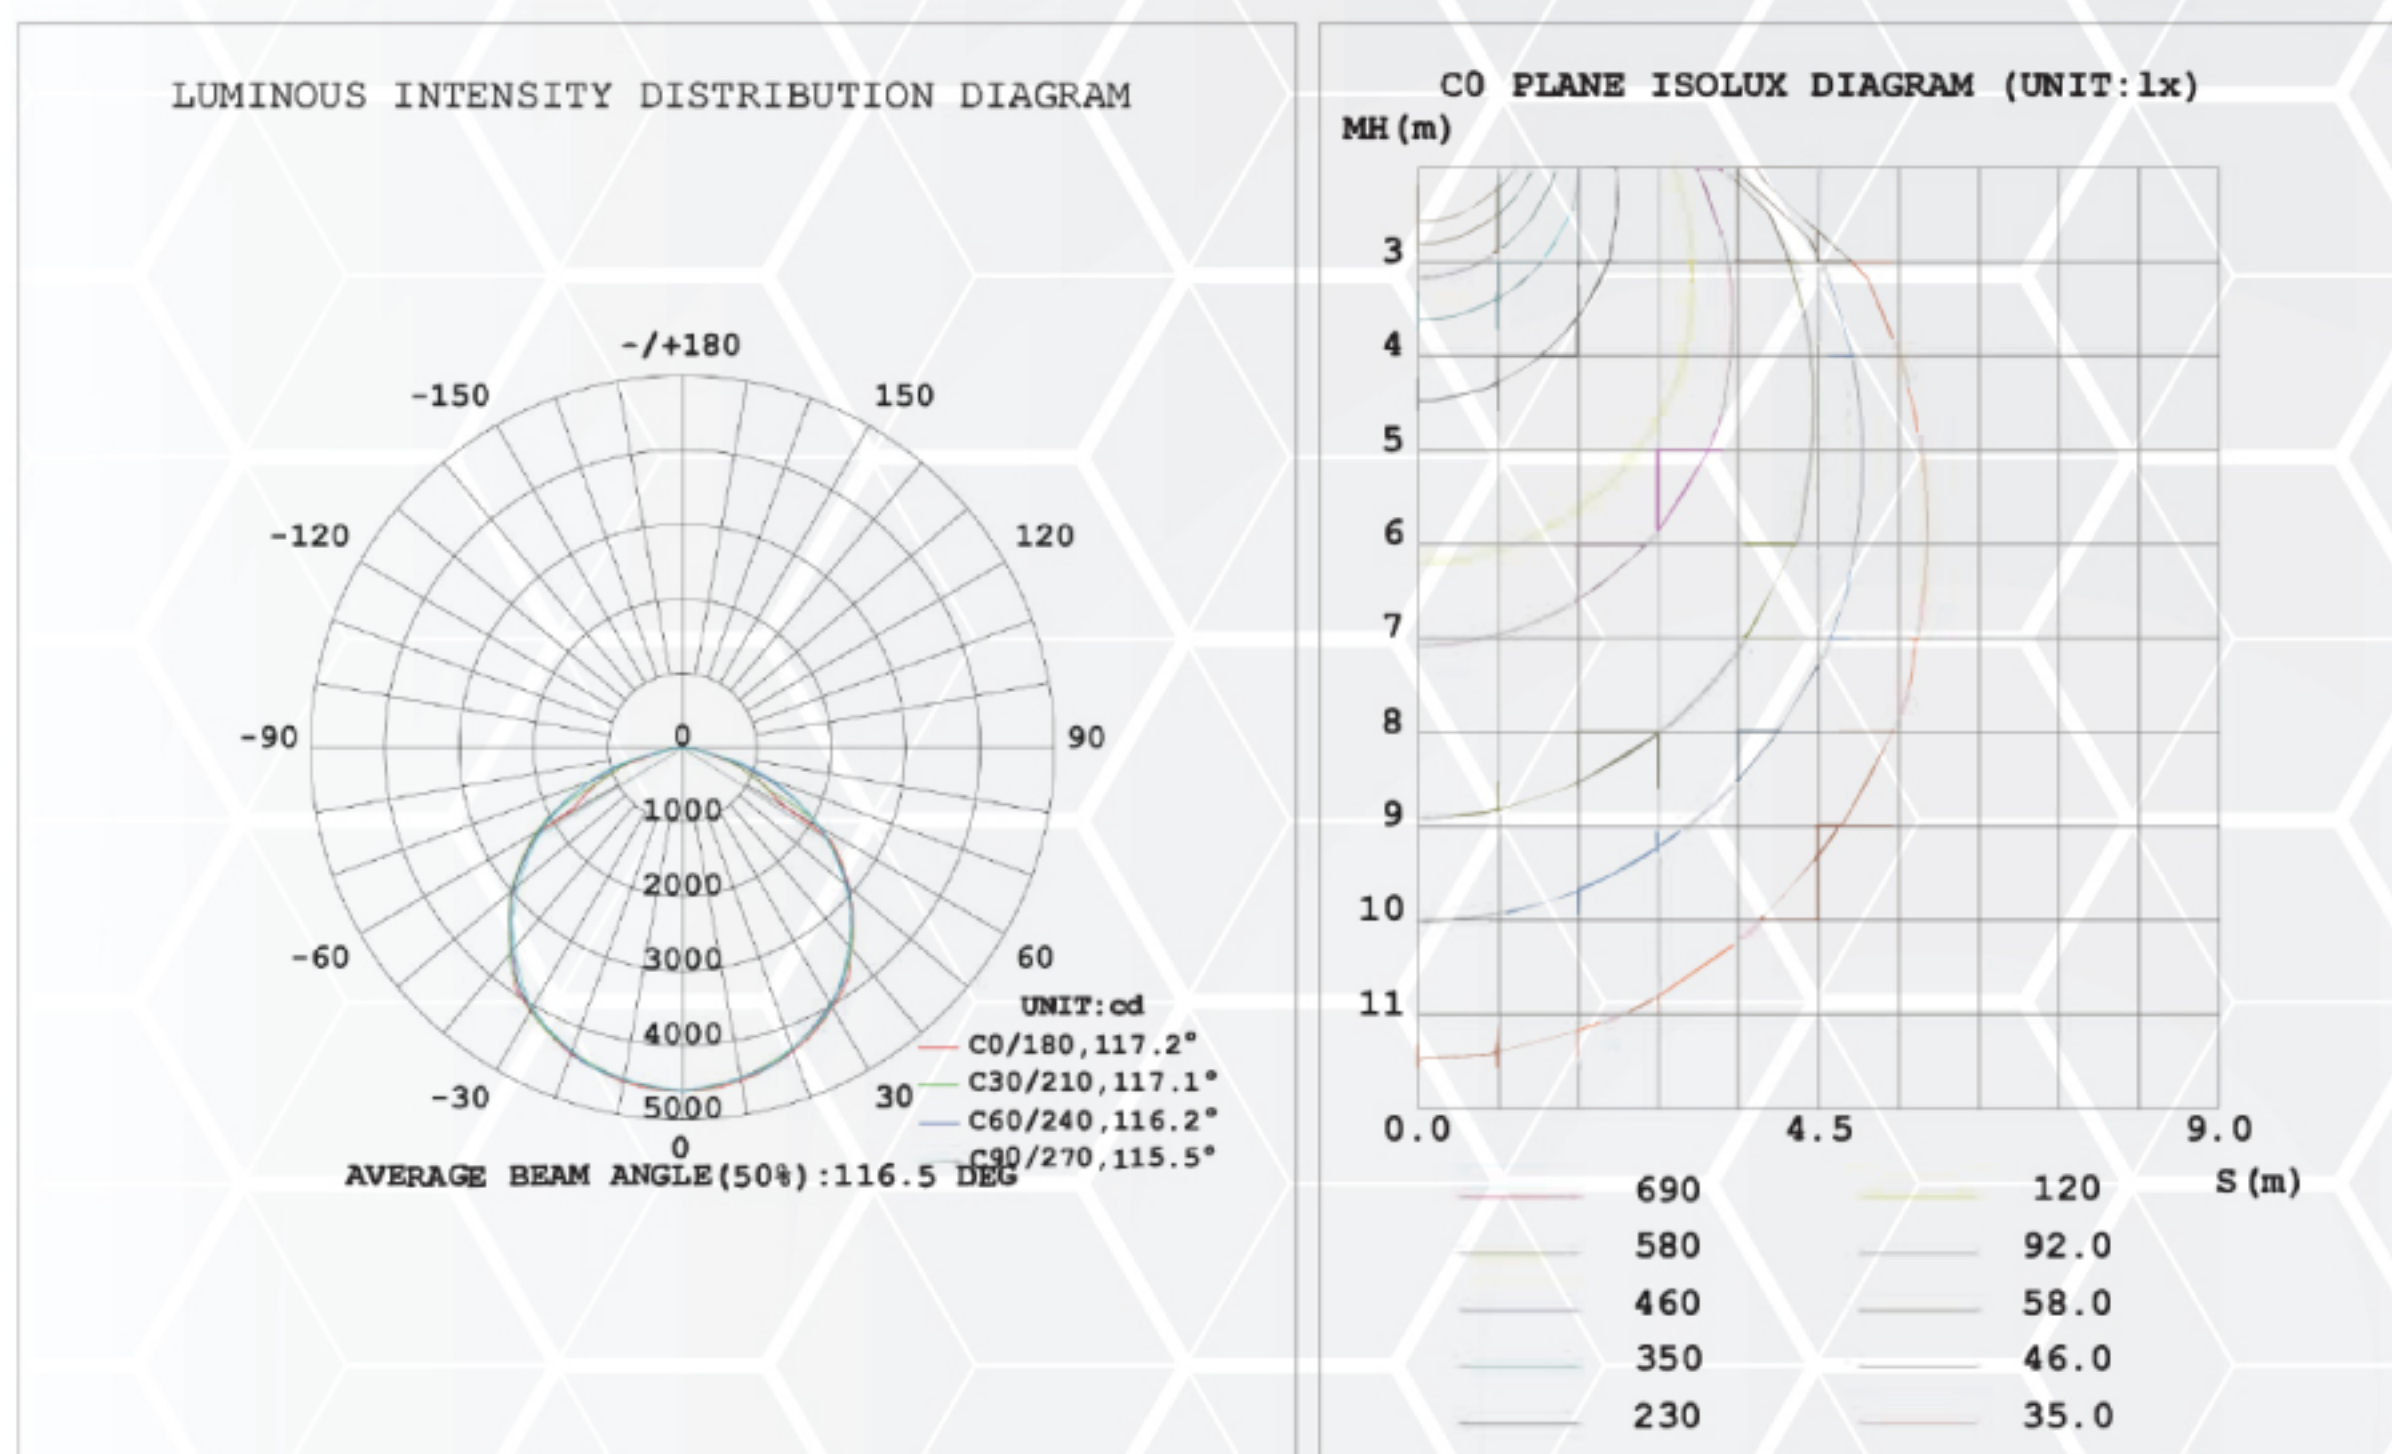 LUMINOUS INTENSITY DISTRIBUTION DIAGRAM
-/+180
-150
150
-120
120
-90
0
90
1000
2000
3000
-60
60
4000
-30
30
5000
0
UNIT:cd
C0/180,117.2°
C30/210,117.1°
C60/240,116.2°
C90/270,115.5°
AVERAGE BEAM ANGLE(50%):116.5 DEG
C0 PLANE ISOLUX DIAGRAM (UNIT:lx)
MH(m)
3
4
5
6
7
8
9
10
11
0.0 4.5 9.0
S(m)
690 120
580 92.0
460 58.0
350 46.0
230 35.0